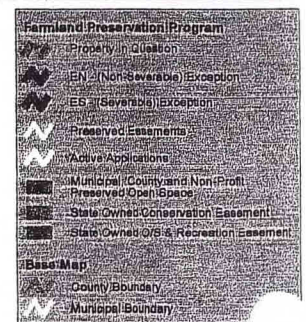 Farmland Preservation Program
Property in Question
EN - (Non-Severable) Exception
ES - (Severable) Exception
Preserved Easements
Active Applications
Municipal, County and Non-Profit
Preserved Open Space
State Owned Conservation Easement
State Owned O/S & Recreation Easement
Base Map
County Boundary
Municipal Boundary